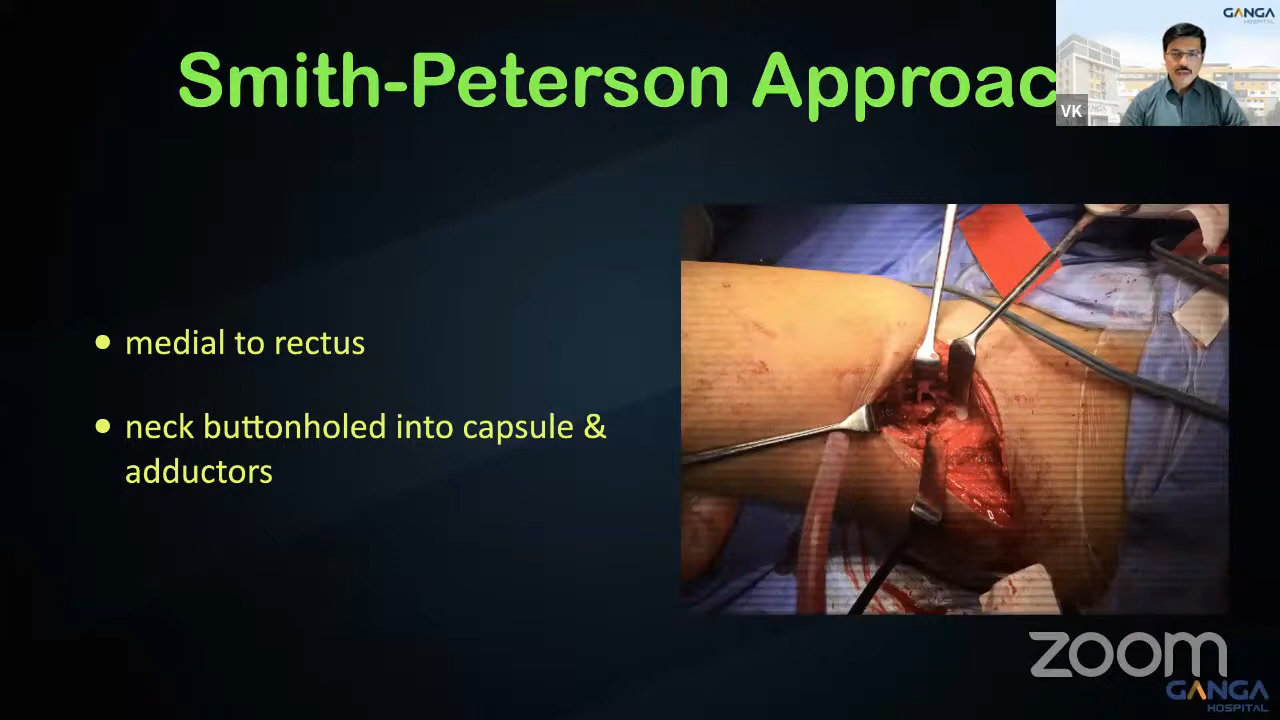 Smith-Peterson Approac
GANGA
HOSPITAL
VK
• medial to rectus
• neck buttonholed into capsule &
adductors
zoom
GANGA
HOSPITAL